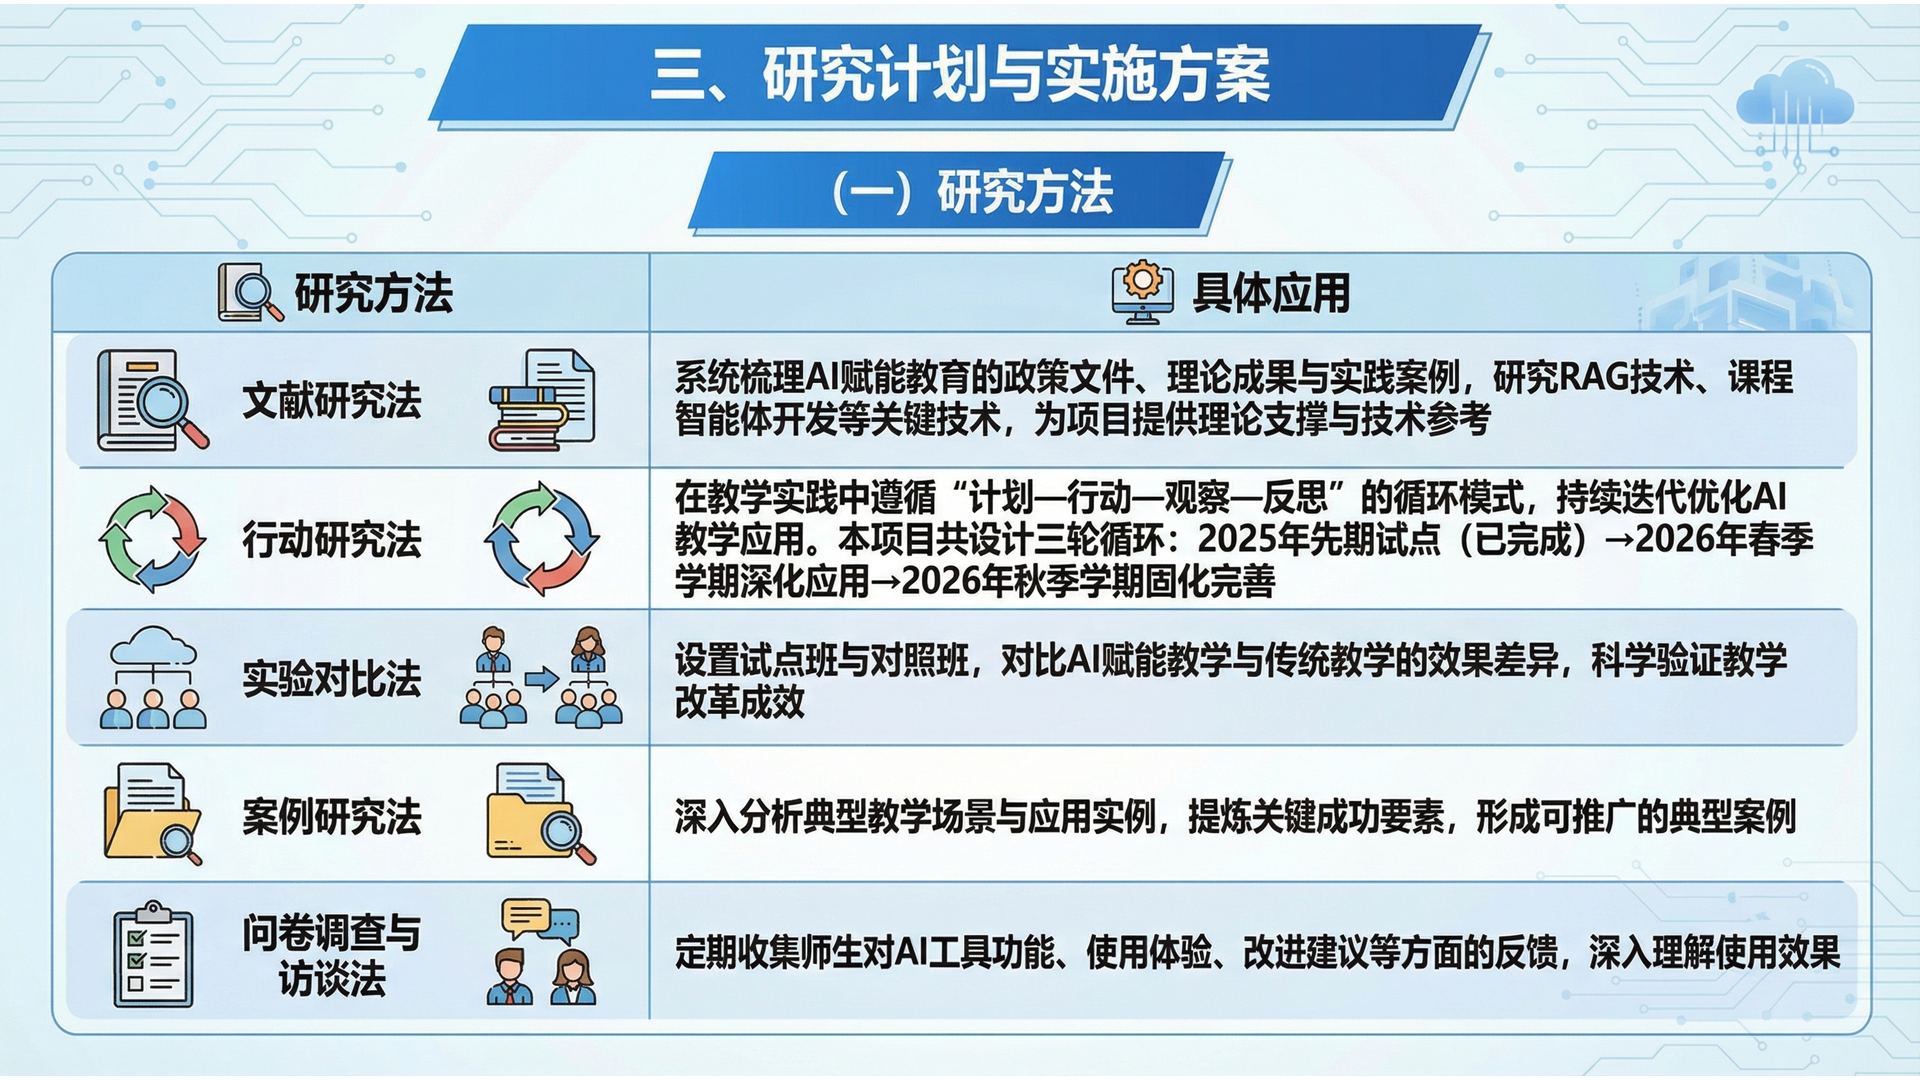 三、研究计划与实施方案
（一）研究方法
研究方法
具体应用
文献研究法
系统梳理AI赋能教育的政策文件、理论成果与实践案例，研究RAG技术、课程
智能体开发等关键技术，为项目提供理论支撑与技术参考
行动研究法
在教学实践中遵循“计划—行动—观察—反思”的循环模式，持续迭代优化AI
教学应用。本项目共设计三轮循环：2025年先期试点（已完成）→2026年春季
学期深化应用→2026年秋季学期固化完善
实验对比法
设置试点班与对照班，对比AI赋能教学与传统教学的效果差异，科学验证教学
改革成效
案例研究法
深入分析典型教学场景与应用实例，提炼关键成功要素，形成可推广的典型案例
问卷调查与
访谈法
定期收集师生对AI工具功能、使用体验、改进建议等方面的反馈，深入理解使用效果